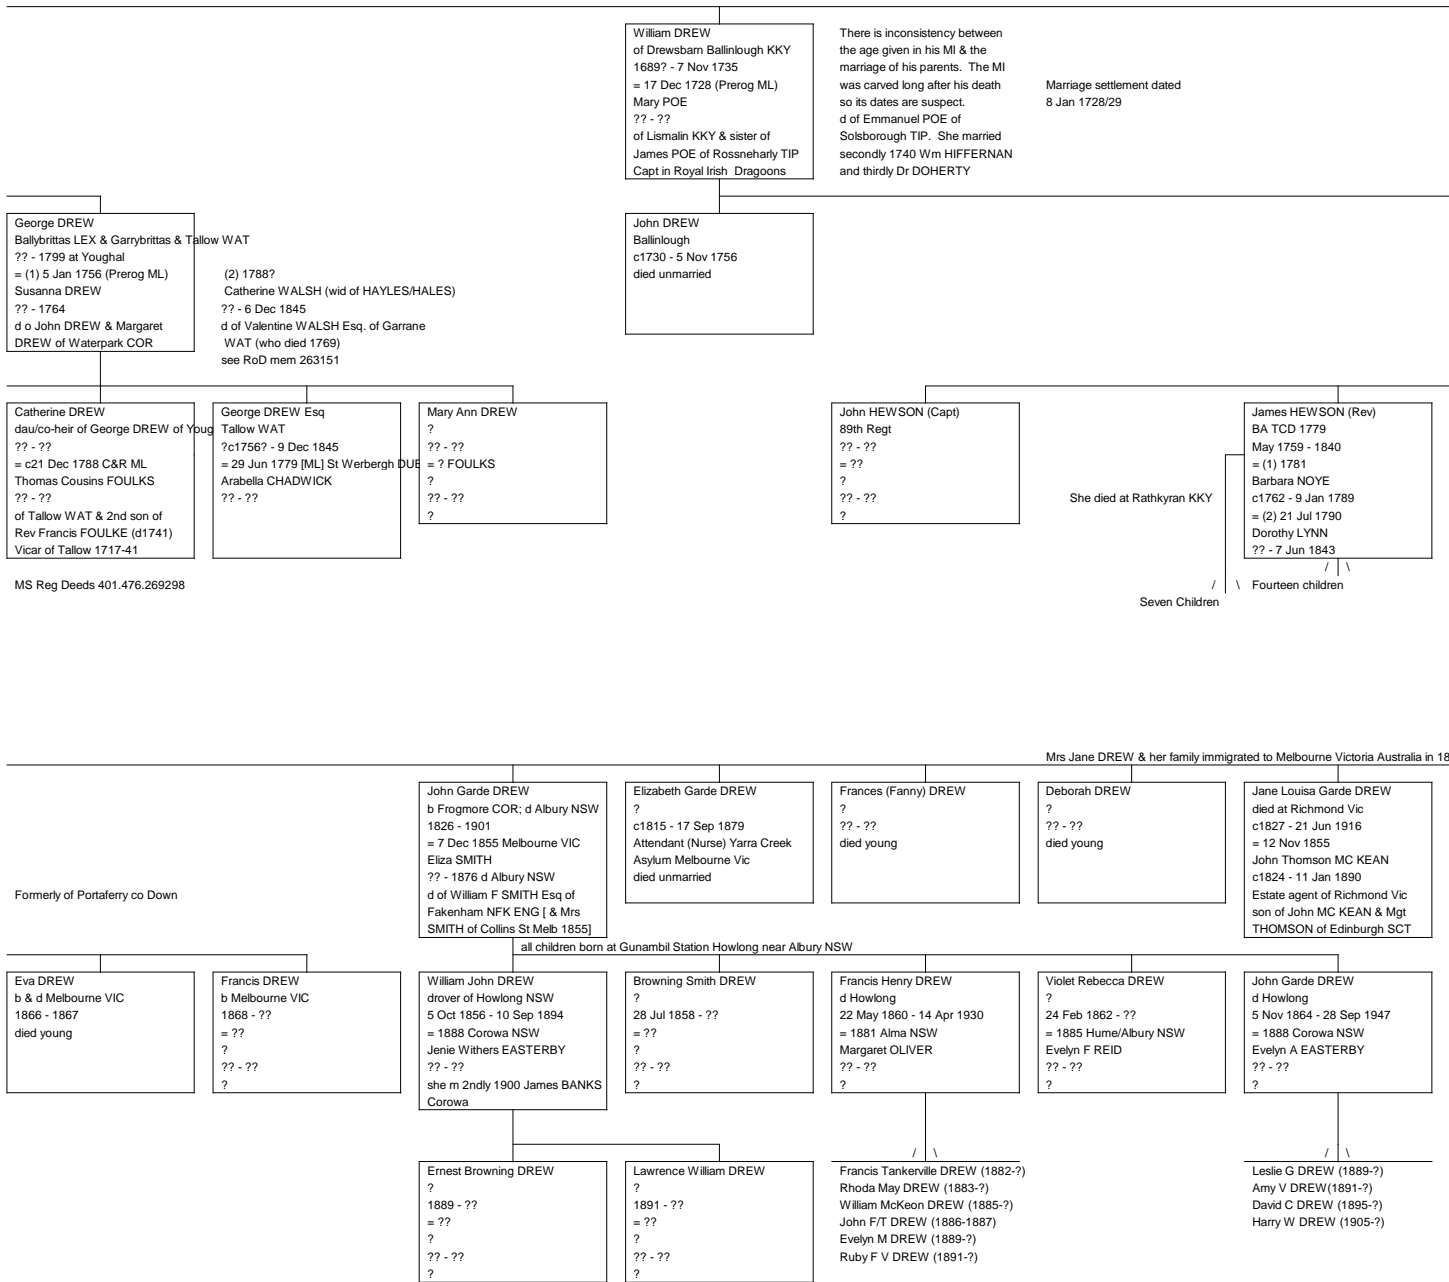 William DREW
of Drewsbarn Ballinlough KKY
1689? - 7 Nov 1735
= 17 Dec 1728 (Prerog ML)
Mary POE
?? - ??
of Lismalin KKY & sister of
James POE of Rossneharly TIP
Capt in Royal Irish Dragoons
There is inconsistency between
the age given in his MI & the
marriage of his parents. The MI
was carved long after his death
so its dates are suspect.
d of Emmanuel POE of
Solsborough TIP. She married
secondly 1740 Wm HIFFERNAN
and thirdly Dr DOHERTY
Marriage settlement dated
8 Jan 1728/29
George DREW
Ballybrittas LEX & Garrybrittas & Tallow WAT
?? - 1799 at Youghal
= (1) 5 Jan 1756 (Prerog ML)
Susanna DREW
?? - 1764
d o John DREW & Margaret
DREW of Waterpark COR
(2) 1788?
Catherine WALSH (wid of HAYLES/HALES)
?? - 6 Dec 1845
d of Valentine WALSH Esq. of Garrane
WAT (who died 1769)
see RoD mem 263151
John DREW
Ballinlough
c1730 - 5 Nov 1756
died unmarried
Catherine DREW
dau/co-heir of George DREW of Youg
?? - ??
= c21 Dec 1788 C&R ML
Thomas Cousins FOULKS
?? - ??
of Tallow WAT & 2nd son of
Rev Francis FOULKE (d1741)
Vicar of Tallow 1717-41
MS Reg Deeds 401.476.269298
George DREW Esq
Tallow WAT
?c1756? - 9 Dec 1845
= 29 Jun 1779 [ML] St Werbergh DUB
Arabella CHADWICK
?? - ??
Mary Ann DREW
?
?? - ??
= ? FOULKS
?
?? - ??
?
John HEWSON (Capt)
89th Regt
?? - ??
= ??
?
?? - ??
?
She died at Rathkyran KKY
James HEWSON (Rev)
BA TCD 1779
May 1759 - 1840
= (1) 1781
Barbara NOYE
c1762 - 9 Jan 1789
= (2) 21 Jul 1790
Dorothy LYNN
?? - 7 Jun 1843
/ \
/ \ Fourteen children
Seven Children
Mrs Jane DREW & her family immigrated to Melbourne Victoria Australia in 18
Formerly of Portaferry co Down
John Garde DREW
b Frogmore COR; d Albury NSW
1826 - 1901
= 7 Dec 1855 Melbourne VIC
Eliza SMITH
?? - 1876 d Albury NSW
d of William F SMITH Esq of
Fakenham NFK ENG [ & Mrs
SMITH of Collins St Melb 1855]
Elizabeth Garde DREW
?
c1815 - 17 Sep 1879
Attendant (Nurse) Yarra Creek
Asylum Melbourne Vic
died unmarried
Frances (Fanny) DREW
?
?? - ??
died young
Deborah DREW
?
?? - ??
died young
Jane Louisa Garde DREW
died at Richmond Vic
c1827 - 21 Jun 1916
= 12 Nov 1855
John Thomson MC KEAN
c1824 - 11 Jan 1890
Estate agent of Richmond Vic
son of John MC KEAN & Mgt
THOMSON of Edinburgh SCT
all children born at Gunambil Station Howlong near Albury NSW
Eva DREW
b & d Melbourne VIC
1866 - 1867
died young
Francis DREW
b Melbourne VIC
1868 - ??
= ??
?
?? - ??
?
William John DREW
drover of Howlong NSW
5 Oct 1856 - 10 Sep 1894
= 1888 Corowa NSW
Jenie Withers EASTERBY
?? - ??
she m 2ndly 1900 James BANKS
Corowa
Browning Smith DREW
?
28 Jul 1858 - ??
= ??
?
?? - ??
?
Francis Henry DREW
d Howlong
22 May 1860 - 14 Apr 1930
= 1881 Alma NSW
Margaret OLIVER
?? - ??
?
Violet Rebecca DREW
?
24 Feb 1862 - ??
= 1885 Hume/Albury NSW
Evelyn F REID
?? - ??
?
John Garde DREW
d Howlong
5 Nov 1864 - 28 Sep 1947
= 1888 Corowa NSW
Evelyn A EASTERBY
?? - ??
?
Ernest Browning DREW
?
1889 - ??
= ??
?
?? - ??
?
Lawrence William DREW
?
1891 - ??
= ??
?
?? - ??
?
/ \
Francis Tankerville DREW (1882-?)
Rhoda May DREW (1883-?)
William McKeon DREW (1885-?)
John F/T DREW (1886-1887)
Evelyn M DREW (1889-?)
Ruby F V DREW (1891-?)
/ \
Leslie G DREW (1889-?)
Amy V DREW(1891-?)
David C DREW (1895-?)
Harry W DREW (1905-?)